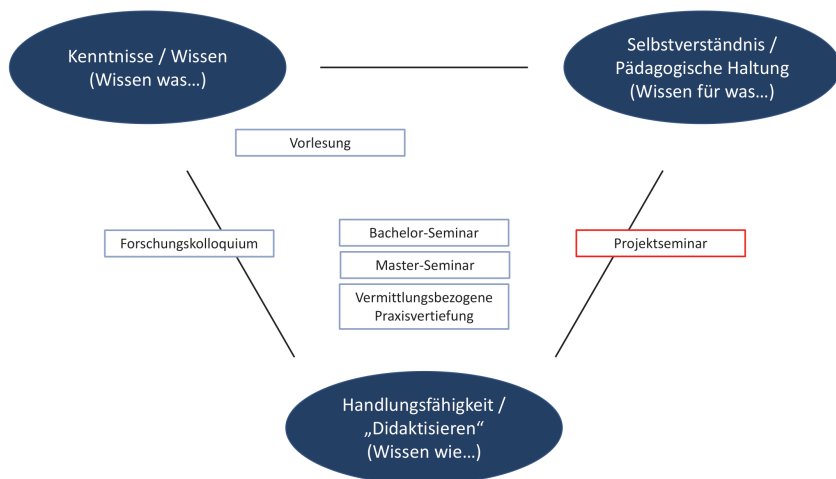 Kenntnisse / Wissen
(Wissen was...)
Selbstverständnis /
Pädagogische Haltung
(Wissen für was...)
Vorlesung
Forschungskolloquium
Bachelor-Seminar
Master-Seminar
Vermittlungsbezogene
Praxisvertiefung
Projektseminar
Handlungsfähigkeit /
„Didaktisieren“
(Wissen wie...)